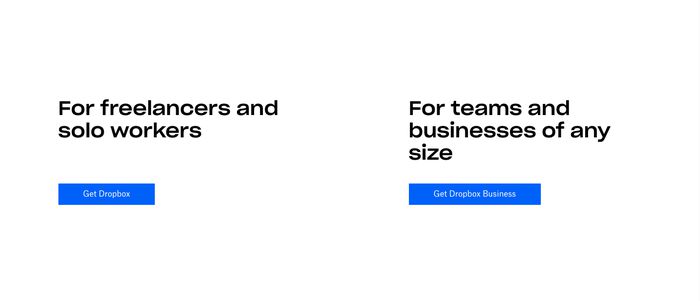 For freelancers and
solo workers
Get Dropbox
For teams and
businesses of any
size
Get Dropbox Business